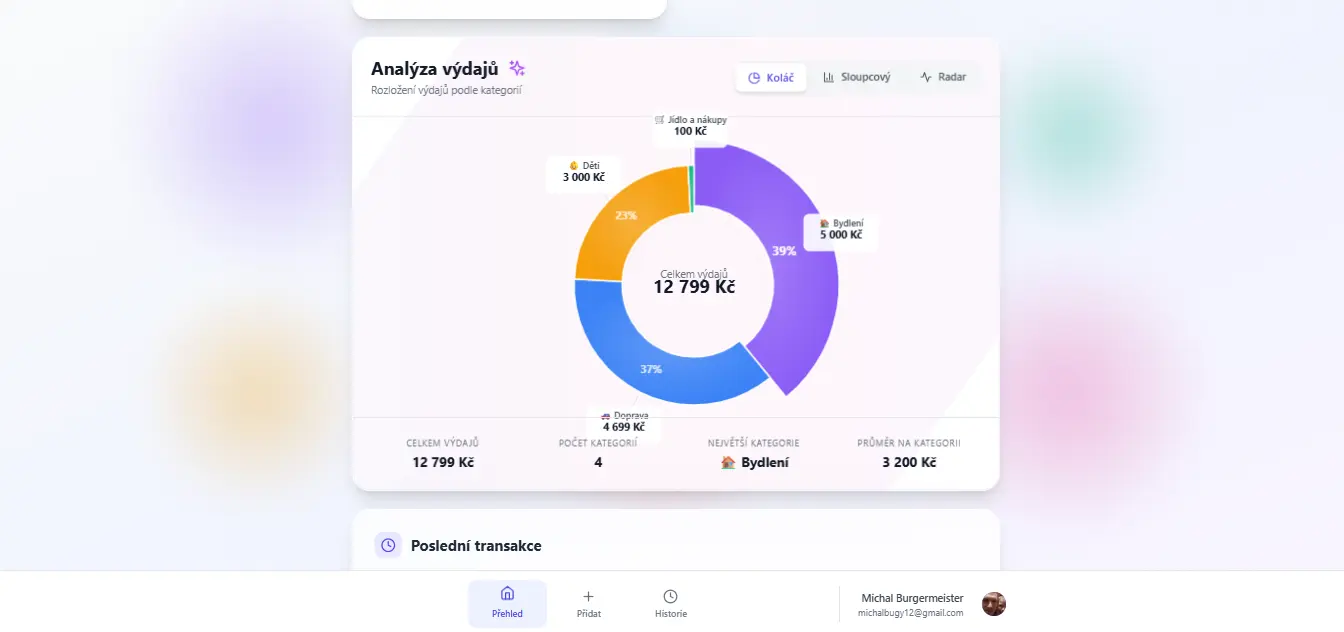 Analýza výdajů
Rozložení výdajů podle kategorií
Koláč
Sloupcový
Radar
Jídlo a nákupy
100 Kč
Děti
3 000 Kč
23%
Bydlení
5 000 Kč
39%
Celkem výdajů
12 799 Kč
37%
Doprava
4 699 Kč
CELKEM VÝDAJŮ
12 799 Kč
POČET KATEGORIÍ
4
NEJVĚTŠÍ KATEGORIE
Bydlení
PRŮMĚR NA KATEGORII
3 200 Kč
Poslední transakce
Přehled
Přidat
Historie
Michal Burgermeister
michalbugy12@gmail.com